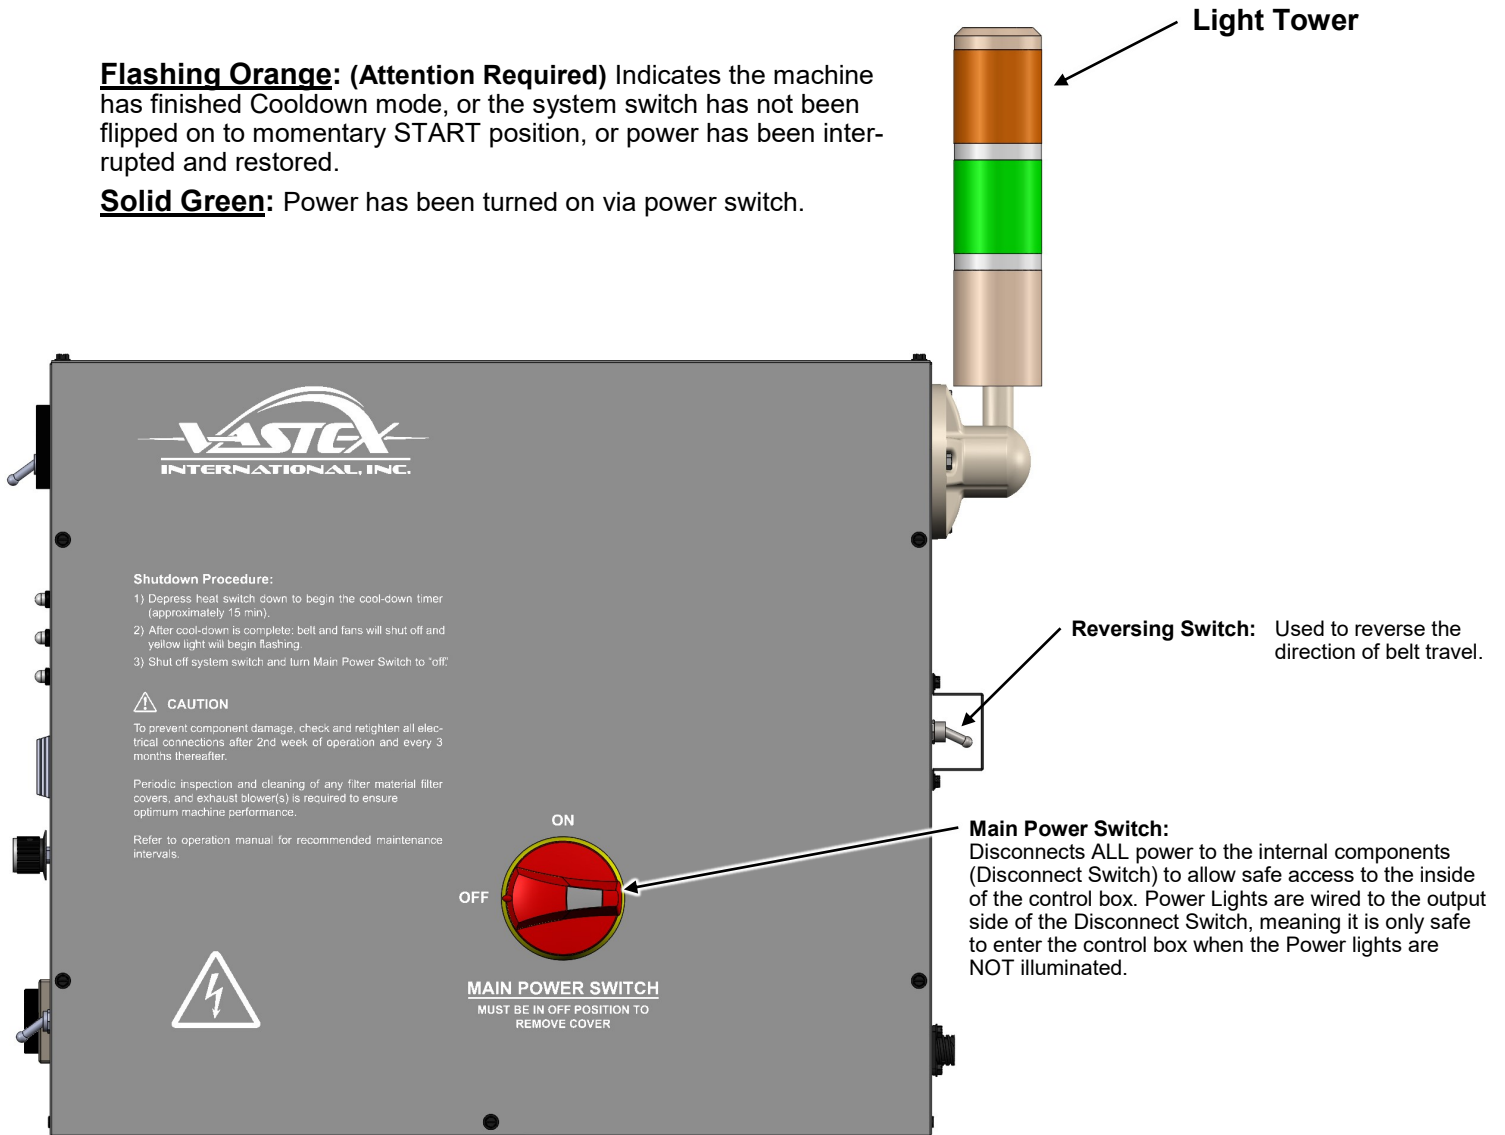 Light Tower
Flashing Orange: (Attention Required) Indicates the machine
has finished Cooldown mode, or the system switch has not been
flipped on to momentary START position, or power has been inter-
rupted and restored.
Solid Green: Power has been turned on via power switch.
VASTEX
INTERNATIONAL, INC.
Shutdown Procedure:
1) Depress heat switch down to begin the cool-down timer
(approximately 15 min).
2) After cool-down is complete: belt and fans will shut off and
yellow light will begin flashing.
3) Shut off system switch and turn Main Power Switch to "off."
CAUTION
To prevent component damage, check and retighten all elec-
trical connections after 2nd week of operation and every 3
months thereafter.
Periodic inspection and cleaning of any filter material filter
covers, and exhaust blower(s) is required to ensure
optimum machine performance.
Refer to operation manual for recommended maintenance
intervals.
ON
OFF
MAIN POWER SWITCH
MUST BE IN OFF POSITION TO
REMOVE COVER
Reversing Switch: Used to reverse the
direction of belt travel.
Main Power Switch:
Disconnects ALL power to the internal components
(Disconnect Switch) to allow safe access to the inside
of the control box. Power Lights are wired to the output
side of the Disconnect Switch, meaning it is only safe
to enter the control box when the Power lights are
NOT illuminated.